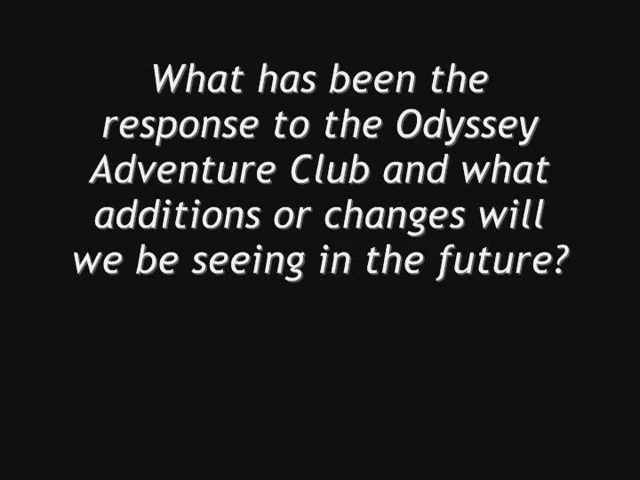 What has been the
response to the Odyssey
Adventure Club and what
additions or changes will
we be seeing in the future?